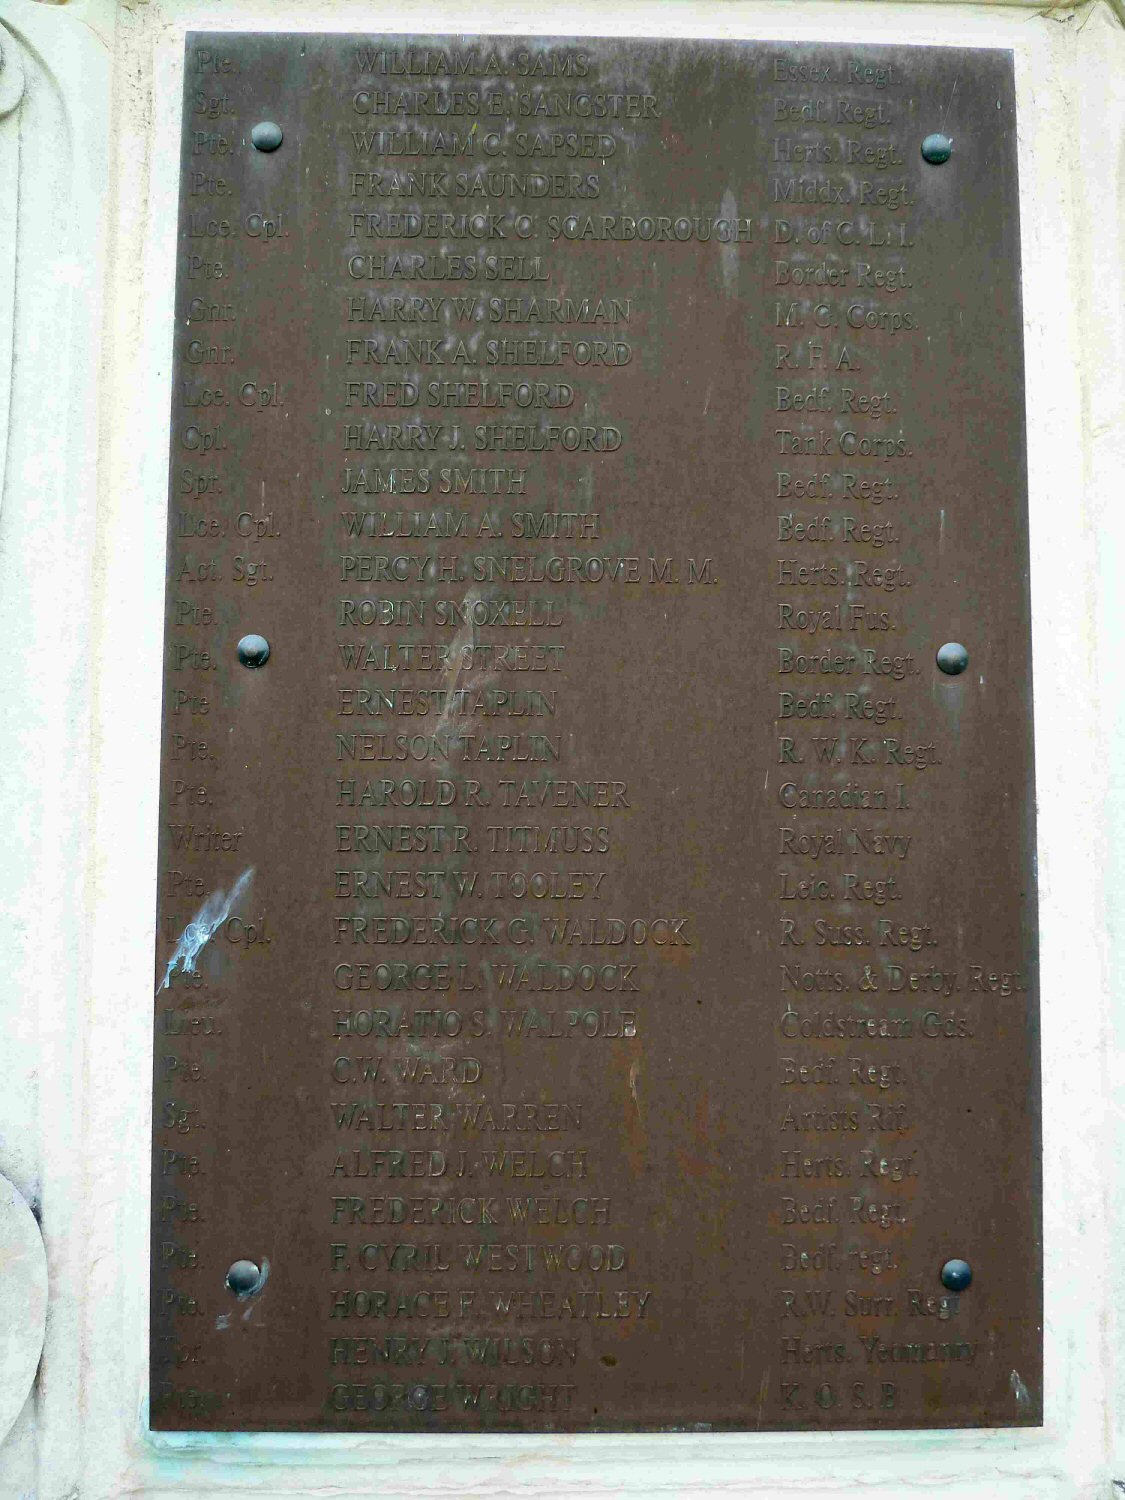 Pte. WILLIAM A. SAMS Essex. Regt.
Sgt. CHARLES E. SANGSTER Bedf. Regt.
Pte. WILLIAM C. SAPSED Herts. Regt.
Pte. FRANK SAUNDERS Middx. Regt.
Lce. Cpl. FREDERICK C. SCARBOROUGH D. of C. L. I.
Pte. CHARLES SELL Border Regt.
Gnr. HARRY W. SHARMAN M. G. Corps.
Gnr. FRANK A. SHELFORD R. F. A.
Lce. Cpl. FRED SHELFORD Bedf. Regt.
Cpl. HARRY J. SHELFORD Tank Corps.
Spr. JAMES SMITH Bedf. Regt.
Lce. Cpl. WILLIAM A. SMITH Bedf. Regt.
Act. Sgt. PERCY H. SNELGROVE M. M. Herts. Regt.
Pte. ROBIN SNOXELL Royal Fus.
Pte. WALTER STREET Border Regt.
Pte ERNEST TAPLIN Bedf. Regt.
Pte. NELSON TAPLIN R. W. K. Regt.
Pte. HAROLD R. TAVENER Canadian I.
Writer ERNEST R. TITMUSS Royal Navy
Pte. ERNEST W. TOOLEY Leic. Regt.
Cpl. FREDERICK G. WALDOCK R. Suss. Regt.
Pte. GEORGE L. WALDOCK Notts. & Derby. Regt.
Lieu. HORATIO S. WALPOLE Coldstream Gds.
Pte. C.W. WARD Bedf. Regt.
Sgt. WALTER WARREN Artists Rif.
Pte. ALFRED J. WELCH Herts. Regt.
Pte. FREDERICK WELCH Bedf. Regt.
Pte. F. CYRIL WESTWOOD Bedf. regt.
Pte. HORACE F. WHEATLEY R.W. Surr. Regt
Tpr. HENRY J. WILSON Herts. Yeomanry
Pte. GEORGE WRIGHT K. O. S. B